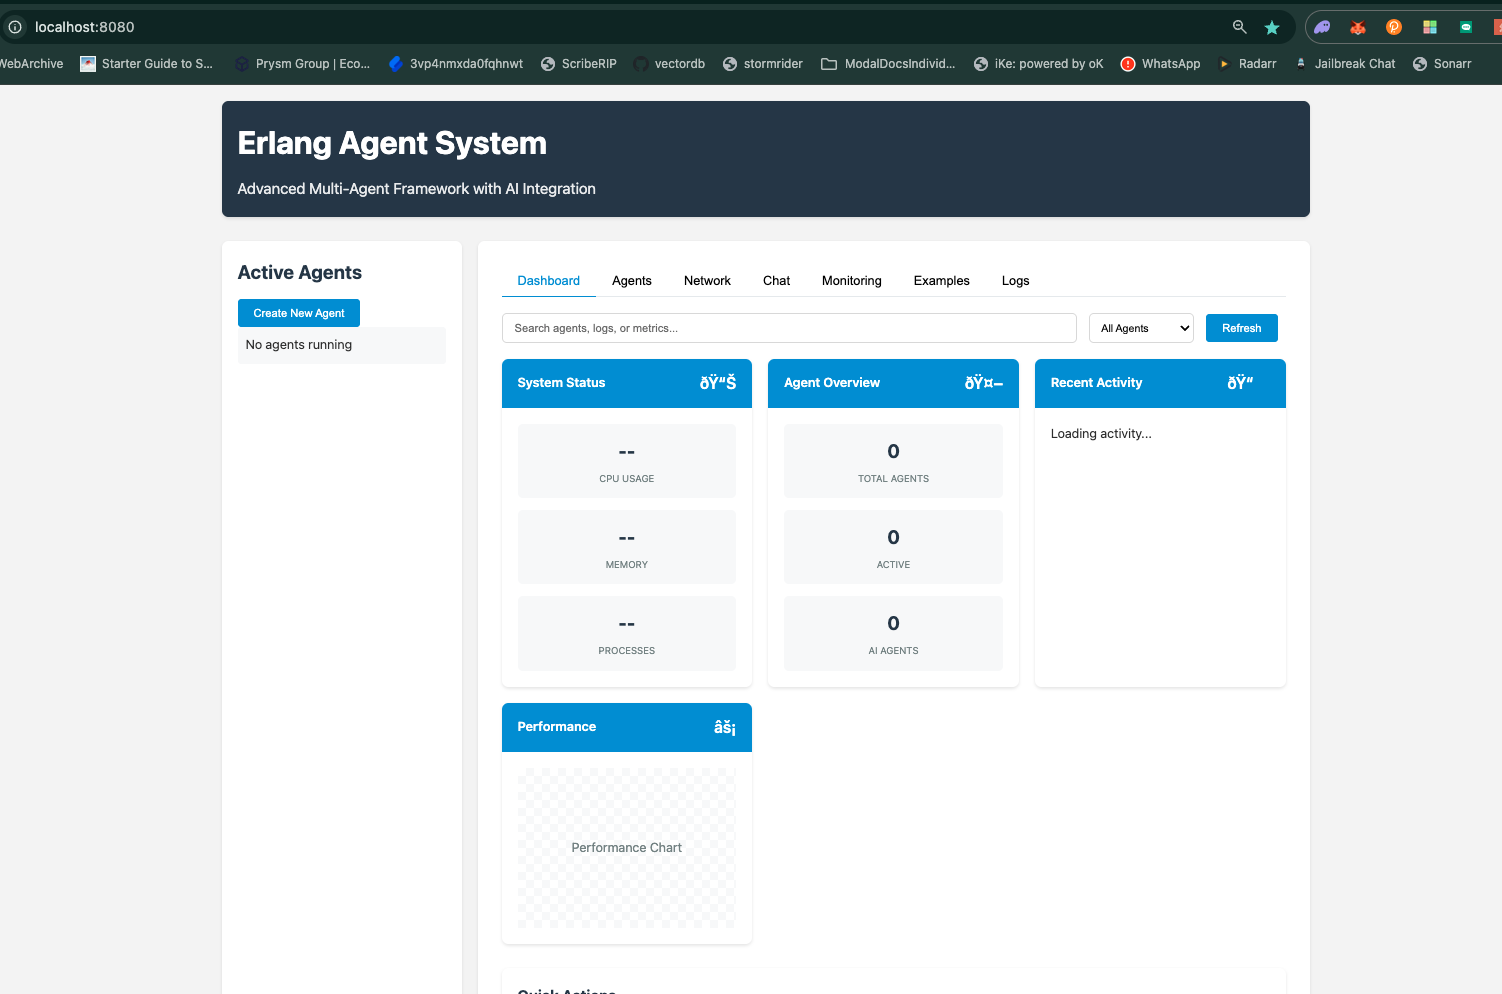 localhost:8080
WebArchive
Starter Guide to S...
Prysm Group | Eco...
3vp4nmxda0fqhnwt
ScribeRIP
vectordb
stormrider
ModalDocsIndivid...
iKe: powered by oK
WhatsApp
Radarr
Jailbreak Chat
Sonarr
Erlang Agent System
Advanced Multi-Agent Framework with AI Integration
Active Agents
Create New Agent
No agents running
Dashboard
Agents
Network
Chat
Monitoring
Examples
Logs
Search agents, logs, or metrics...
All Agents
Refresh
System Status
ðŸ“Š
--
CPU USAGE
--
MEMORY
--
PROCESSES
Agent Overview
ðŸ¤–
0
TOTAL AGENTS
0
ACTIVE
0
AI AGENTS
Recent Activity
ðŸ“
Loading activity...
Performance
âš¡
Performance Chart
Quick Actions